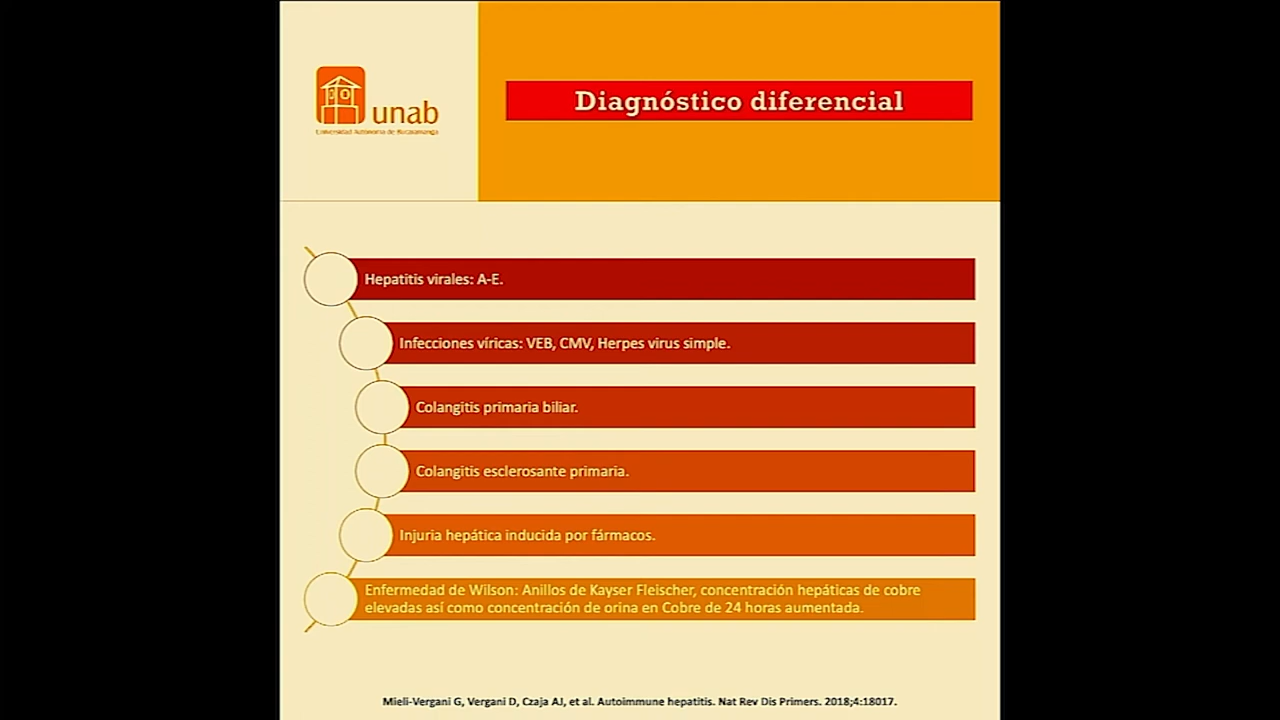 unab
Universidad Autónoma de Bucaramanga
Diagnóstico diferencial
Hepatitis virales: A-E.
Infecciones víricas: VEB, CMV, Herpes virus simple.
Colangitis primaria biliar.
Colangitis esclerosante primaria.
Injuria hepática inducida por fármacos.
Enfermedad de Wilson: Anillos de Kayser Fleischer, concentración hepáticas de cobre
elevadas así como concentración de orina en Cobre de 24 horas aumentada.
Mieli-Vergani G, Vergani D, Czaja AJ, et al. Autoimmune hepatitis. Nat Rev Dis Primers. 2018;4:18017.